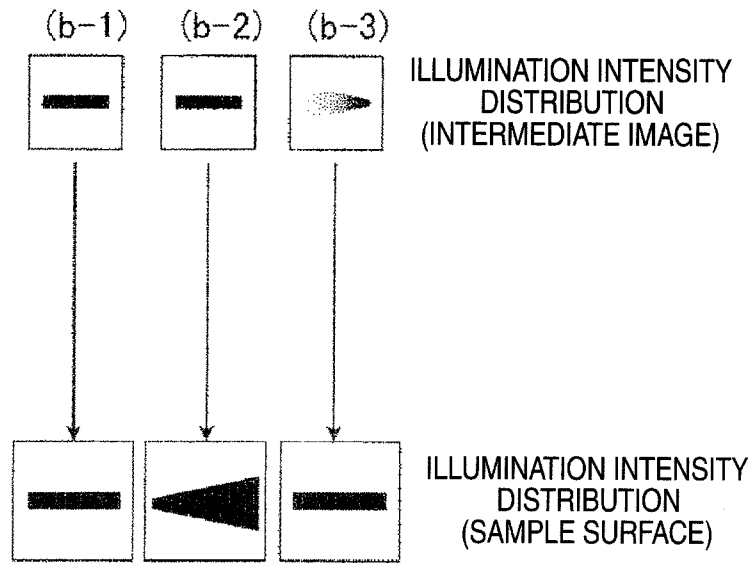 (b-1) (b-2) (b-3)
ILLUMINATION INTENSITY
DISTRIBUTION
(INTERMEDIATE IMAGE)
ILLUMINATION INTENSITY
DISTRIBUTION
(SAMPLE SURFACE)